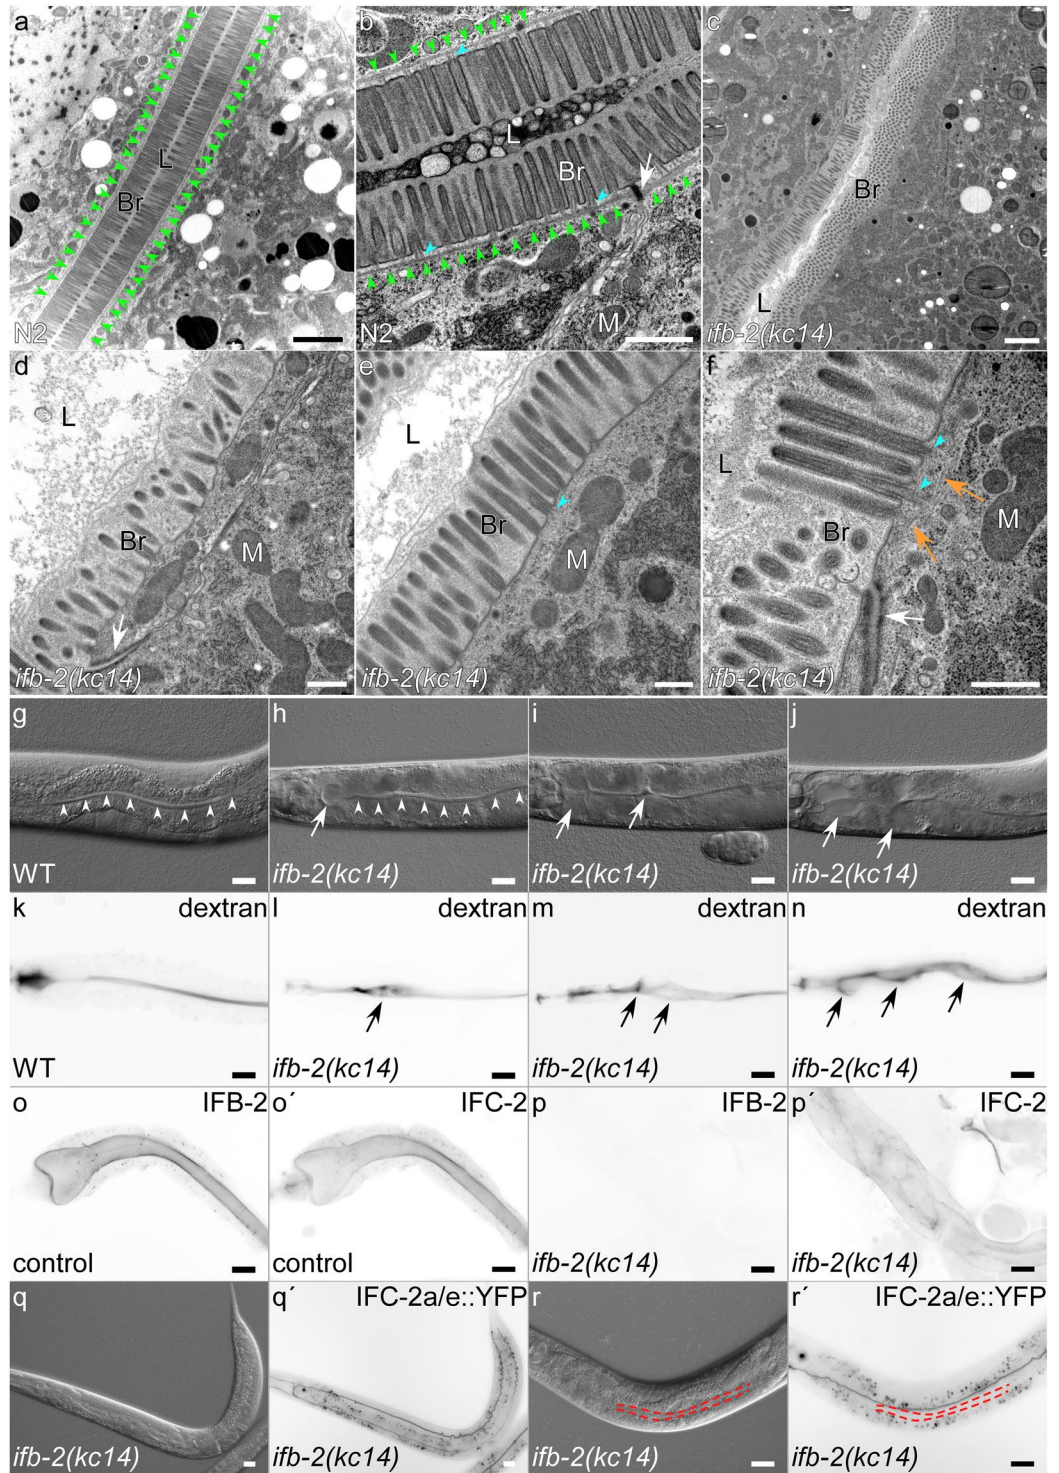 a
L
Br
N2
b
L
Br
N2
M
c
Br
L
ifb-2(kc14)
d
L
Br
M
ifb-2(kc14)
e
L
Br
M
ifb-2(kc14)
f
L
Br
M
ifb-2(kc14)
g
WT
h
ifb-2(kc14)
i
ifb-2(kc14)
j
ifb-2(kc14)
k dextran
WT
l dextran
ifb-2(kc14)
m dextran
ifb-2(kc14)
n dextran
ifb-2(kc14)
o IFB-2
control
o´ IFC-2
control
p IFB-2
ifb-2(kc14)
p´ IFC-2
ifb-2(kc14)
q
ifb-2(kc14)
q´ IFC-2a/e::YFP
ifb-2(kc14)
r
ifb-2(kc14)
r´ IFC-2a/e::YFP
ifb-2(kc14)